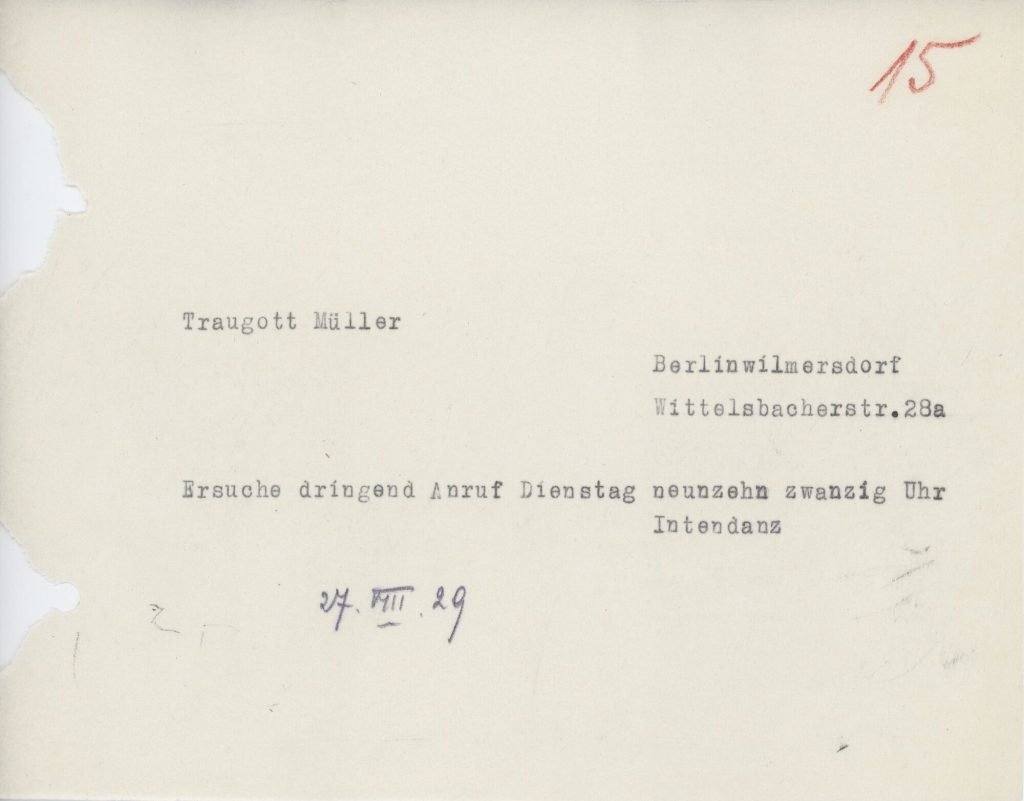 15
Traugott Müller
Berlinwilmersdorf
Wittelsbacherstr.28a
Ersuche dringend Anruf Dienstag neunzehn zwanzig Uhr
Intendanz
27. VIII. 29